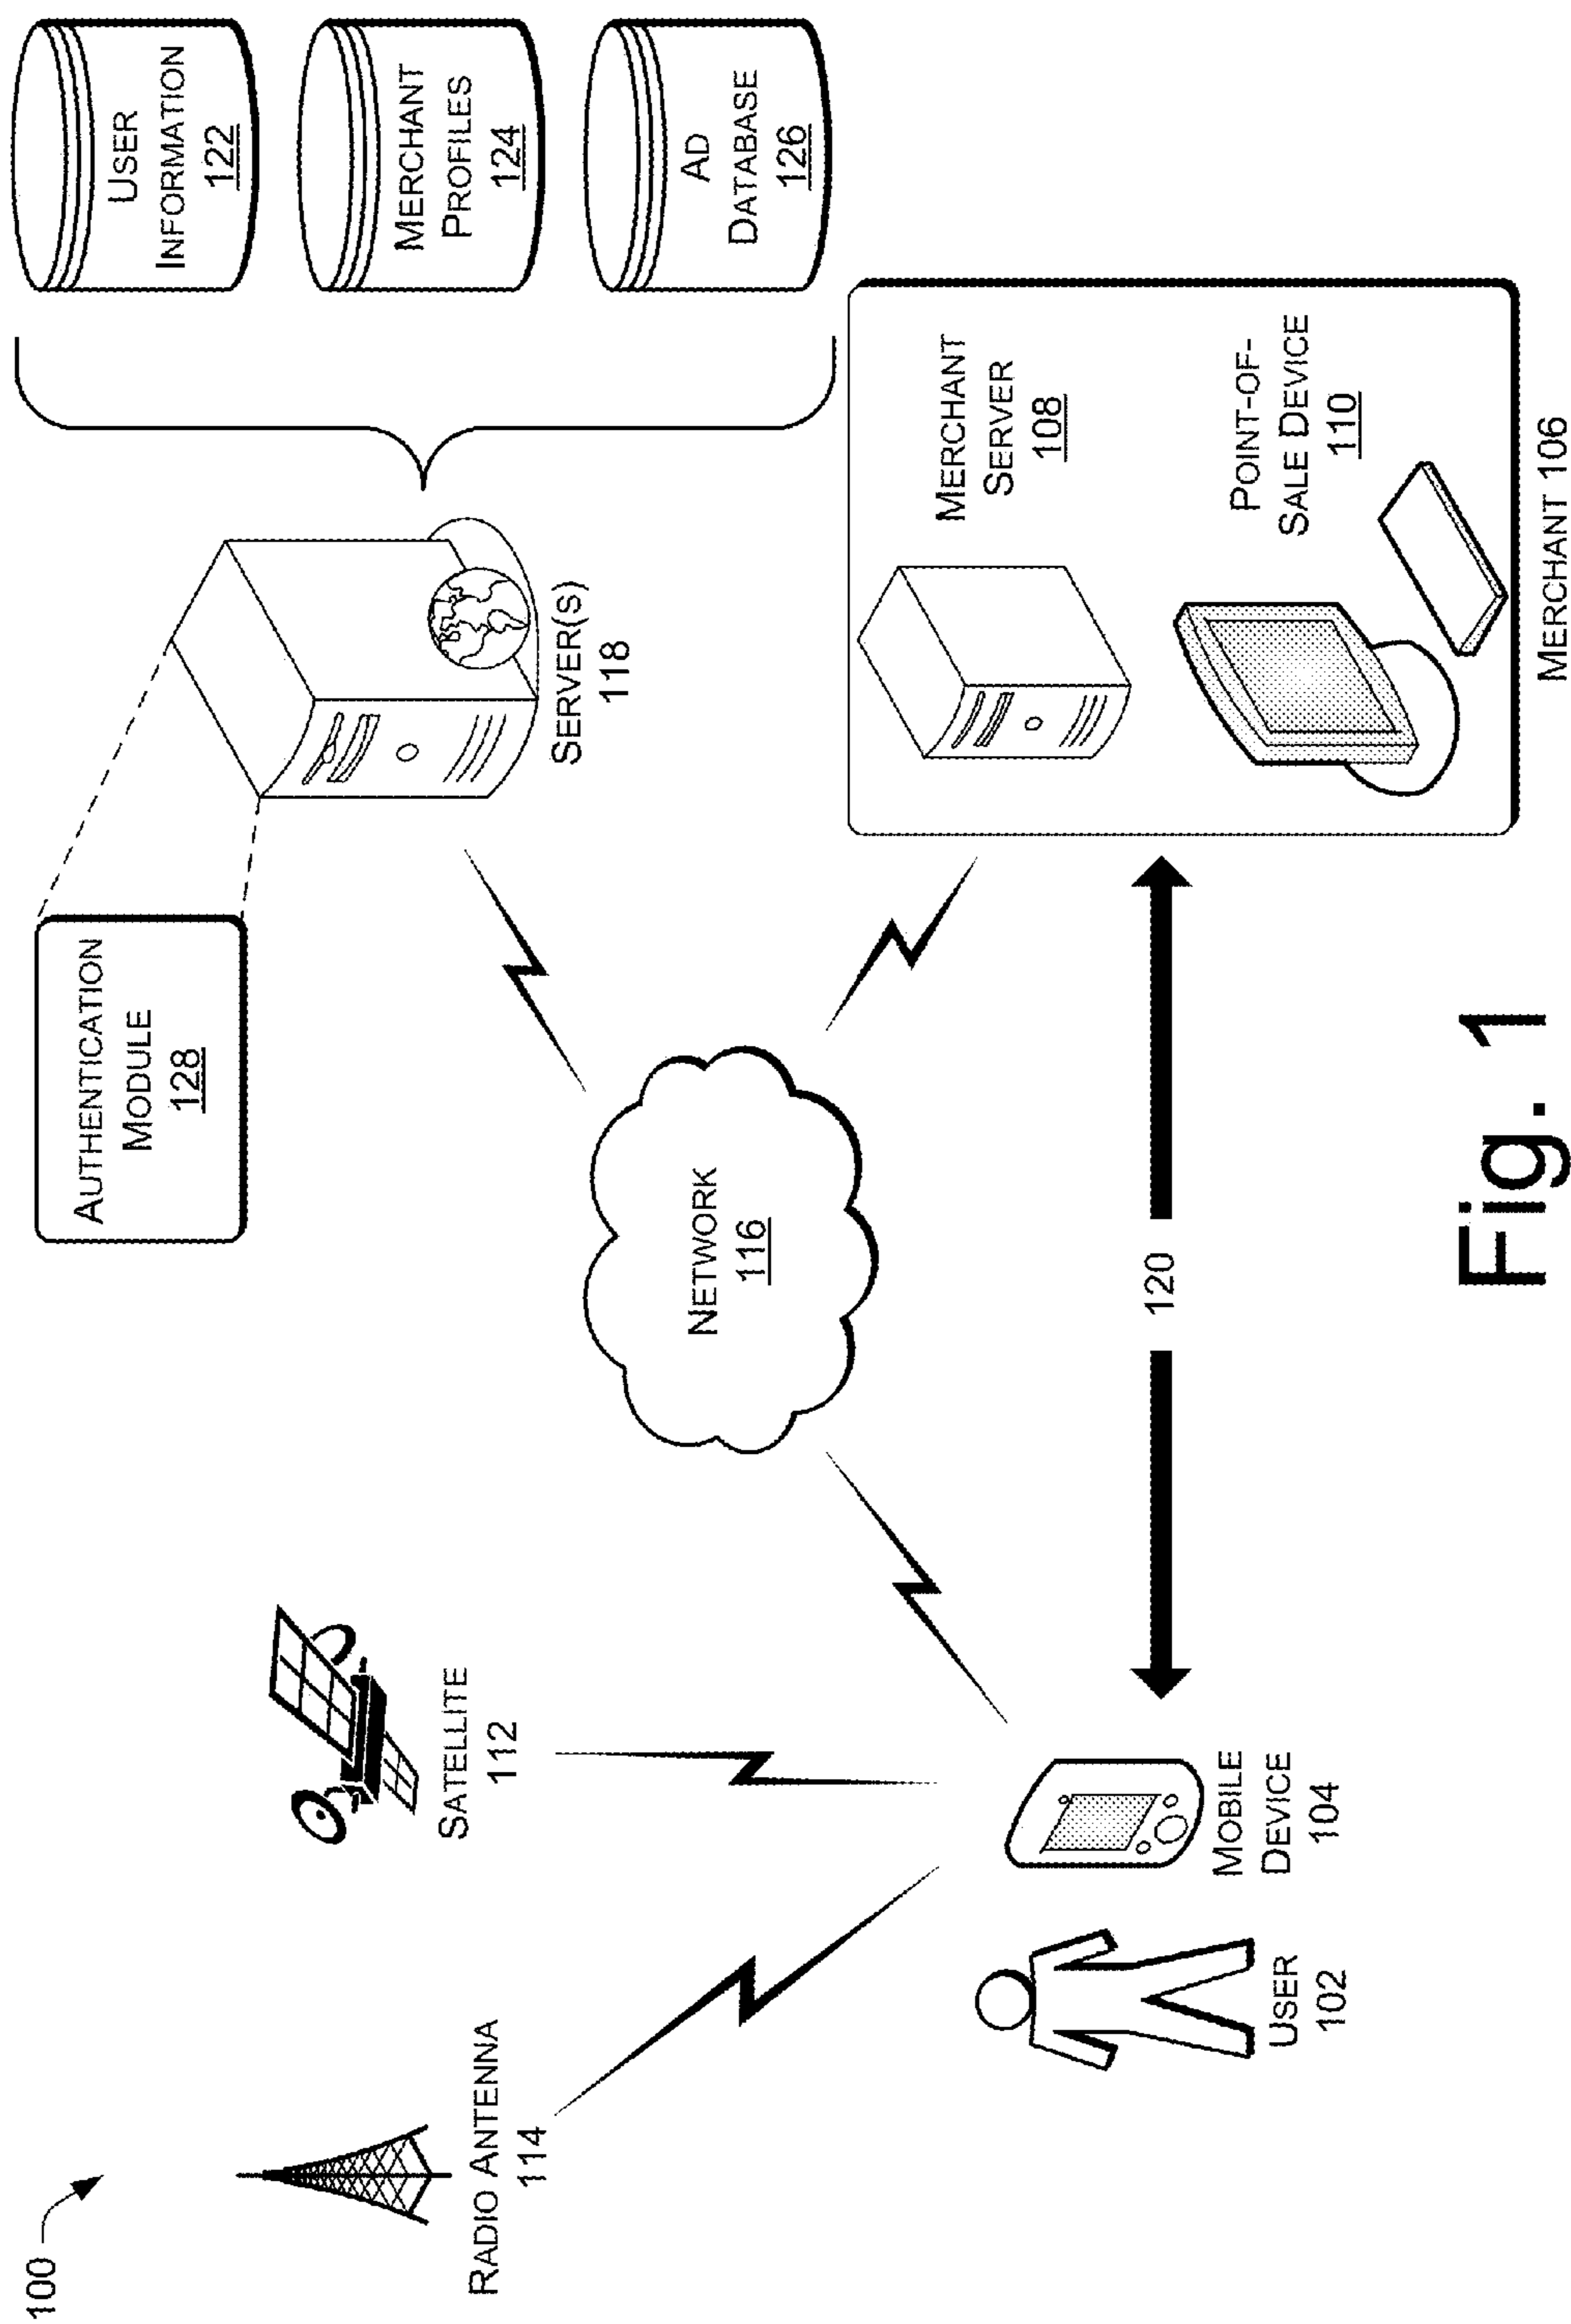 100
RADIO ANTENNA
114
SATELLITE
112
AUTHENTICATION
MODULE
128
USER
INFORMATION
122
MERCHANT
PROFILES
124
AD
DATABASE
126
SERVER(S)
118
NETWORK
116
USER
102
MOBILE
DEVICE
104
120
MERCHANT
SERVER
108
POINT-OF-
SALE DEVICE
110
MERCHANT 106
Fig. 1